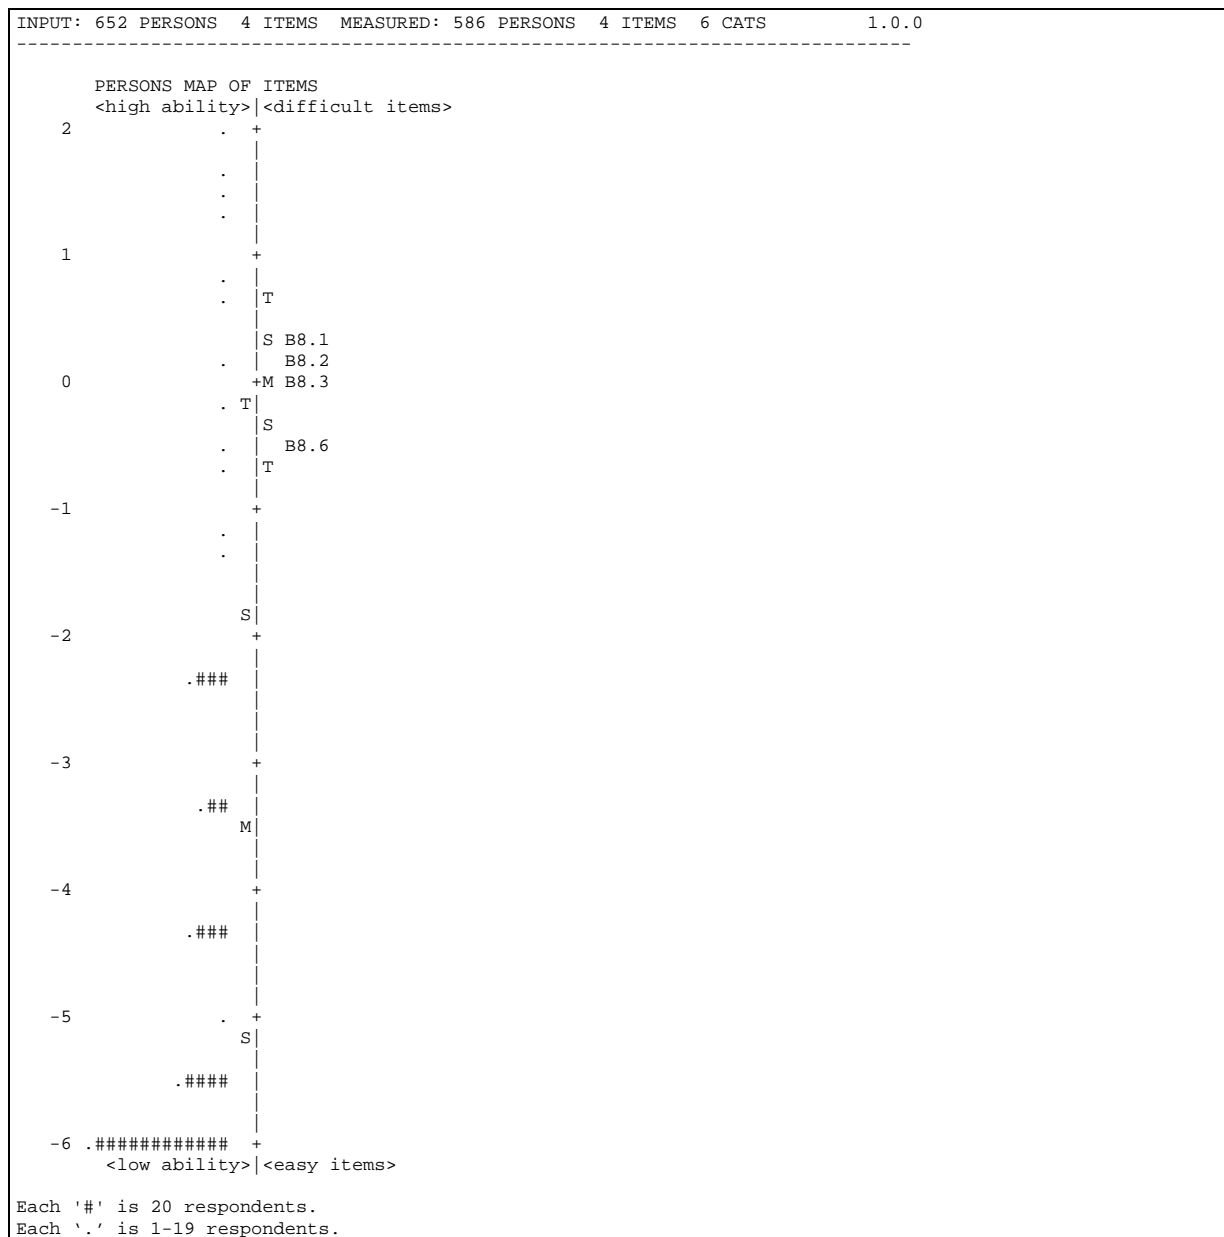 INPUT: 652 PERSONS  4 ITEMS  MEASURED: 586 PERSONS  4 ITEMS  6 CATS         1.0.0
--------------------------------------------------------------------------------
PERSONS MAP OF ITEMS
<high ability>|<difficult items>
2 . +
|
. |
. |
. |
|
1 +
. |
. |T
|
|S B8.1
. | B8.2
0 +M B8.3
. T|
|S
. | B8.6
. |T
|
-1 +
. |
. |
|
|
S|
-2 +
|
.### |
|
|
|
-3 +
|
.## |
M|
|
|
-4 +
|
.### |
|
|
|
-5 . +
S|
|
.#### |
|
|
-6 .############ +
<low ability>|<easy items>
Each '#' is 20 respondents.
Each ‘.’ is 1-19 respondents.